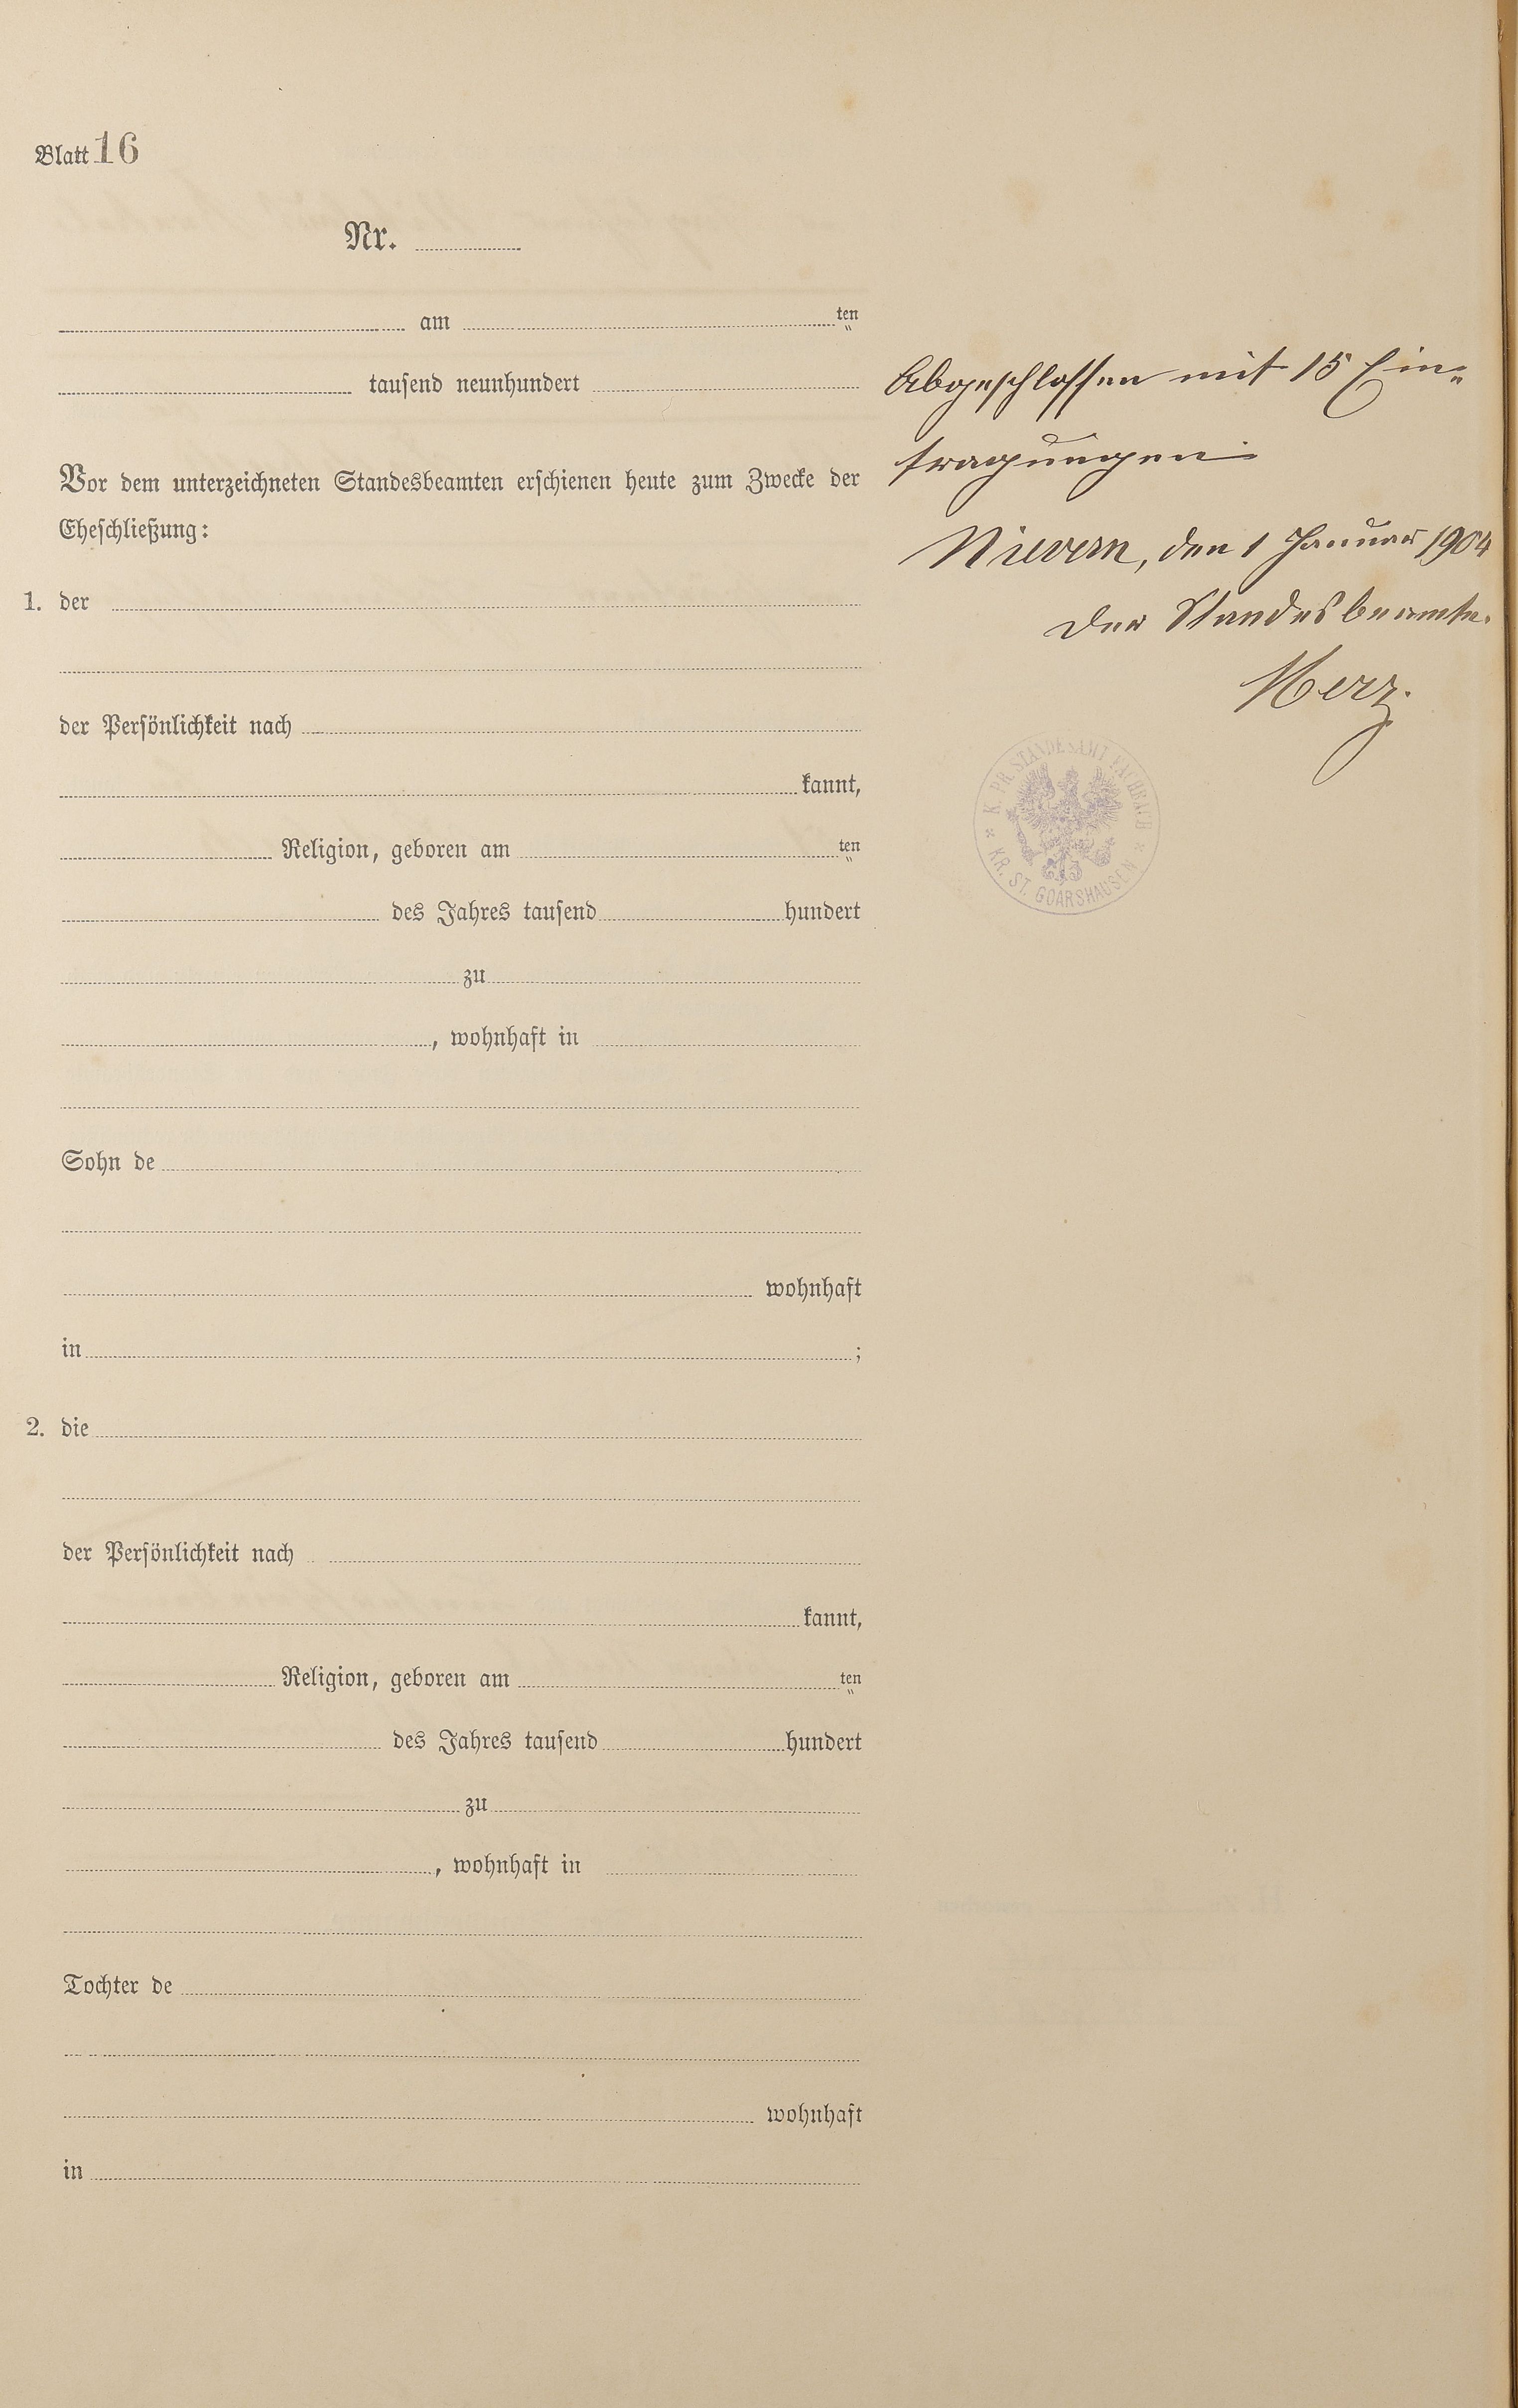 Blatt 16
Nr.
am ten
tausend neunhundert
Vor dem unterzeichneten Standesbeamten erschienen heute zum Zwecke der
Eheschließung:
1. der
der Persönlichkeit nach
kannt,
Religion, geboren am ten
des Jahres tausend hundert
zu
, wohnhaft in
Sohn de
wohnhaft
in ;
2. die
der Persönlichkeit nach
kannt,
Religion, geboren am ten
des Jahres tausend hundert
zu
, wohnhaft in
Tochter de
wohnhaft
in
Abgeschlossen mit 15 Ein-
tragungen
Nievern, den 1 Januar 1904
Der Standesbeamte.
Merz.
K. PR. STANDESAMT FACHBACH
* KR. ST. GOARSHAUSEN *